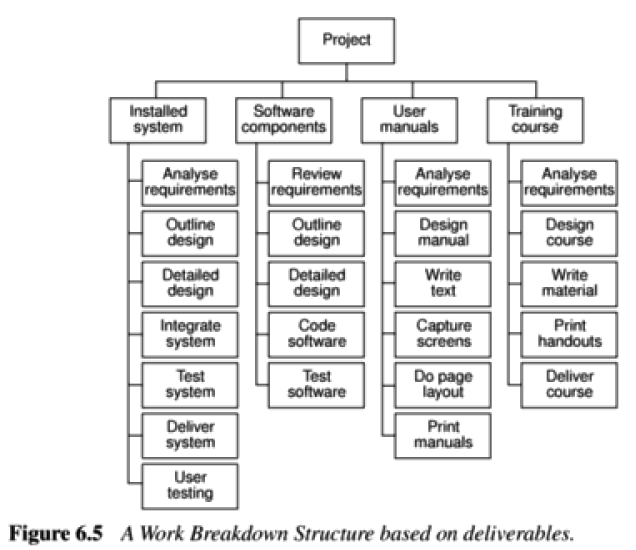 Project
Installed
system
Software
components
User
manuals
Training
course
Analyse
requirements
Outline
design
Detailed
design
Integrate
system
Test
system
Deliver
system
User
testing
Review
requirements
Outline
design
Detailed
design
Code
software
Test
software
Analyse
requirements
Design
manual
Write
text
Capture
screens
Do page
layout
Print
manuals
Analyse
requirements
Design
course
Write
material
Print
handouts
Deliver
course
Figure 6.5 A Work Breakdown Structure based on deliverables.